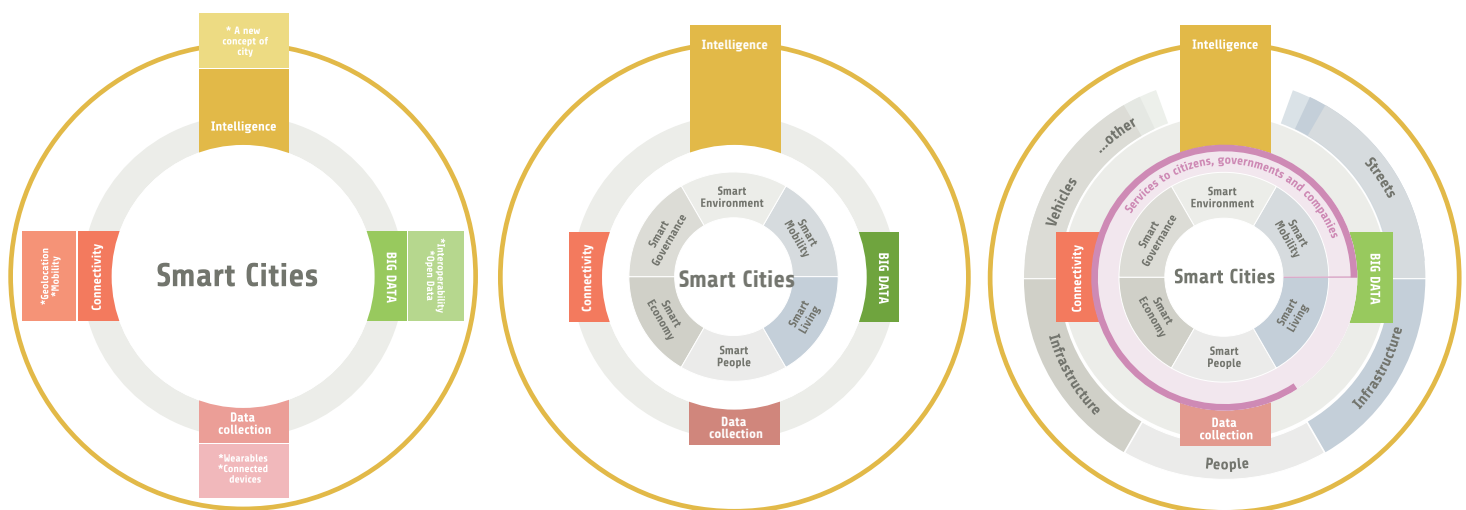 * A new
concept of
city
Intelligence
*Geolocation
*Mobility
Connectivity
Smart Cities
BIG DATA
*Interoperability
*Open Data
Data
collection
*Wearables
*Connected
devices
Intelligence
Connectivity
Smart
Environment
Smart
Mobility
Smart
Living
Smart
People
Smart
Economy
Smart
Governance
Smart Cities
BIG DATA
Data
collection
Intelligence
...other
Vehicles
Streets
Services to citizens, governments and companies
Connectivity
Smart
Environment
Smart
Mobility
Smart
Living
Smart
People
Smart
Economy
Smart
Governance
Smart Cities
BIG DATA
Infrastructure
Infrastructure
Data
collection
People